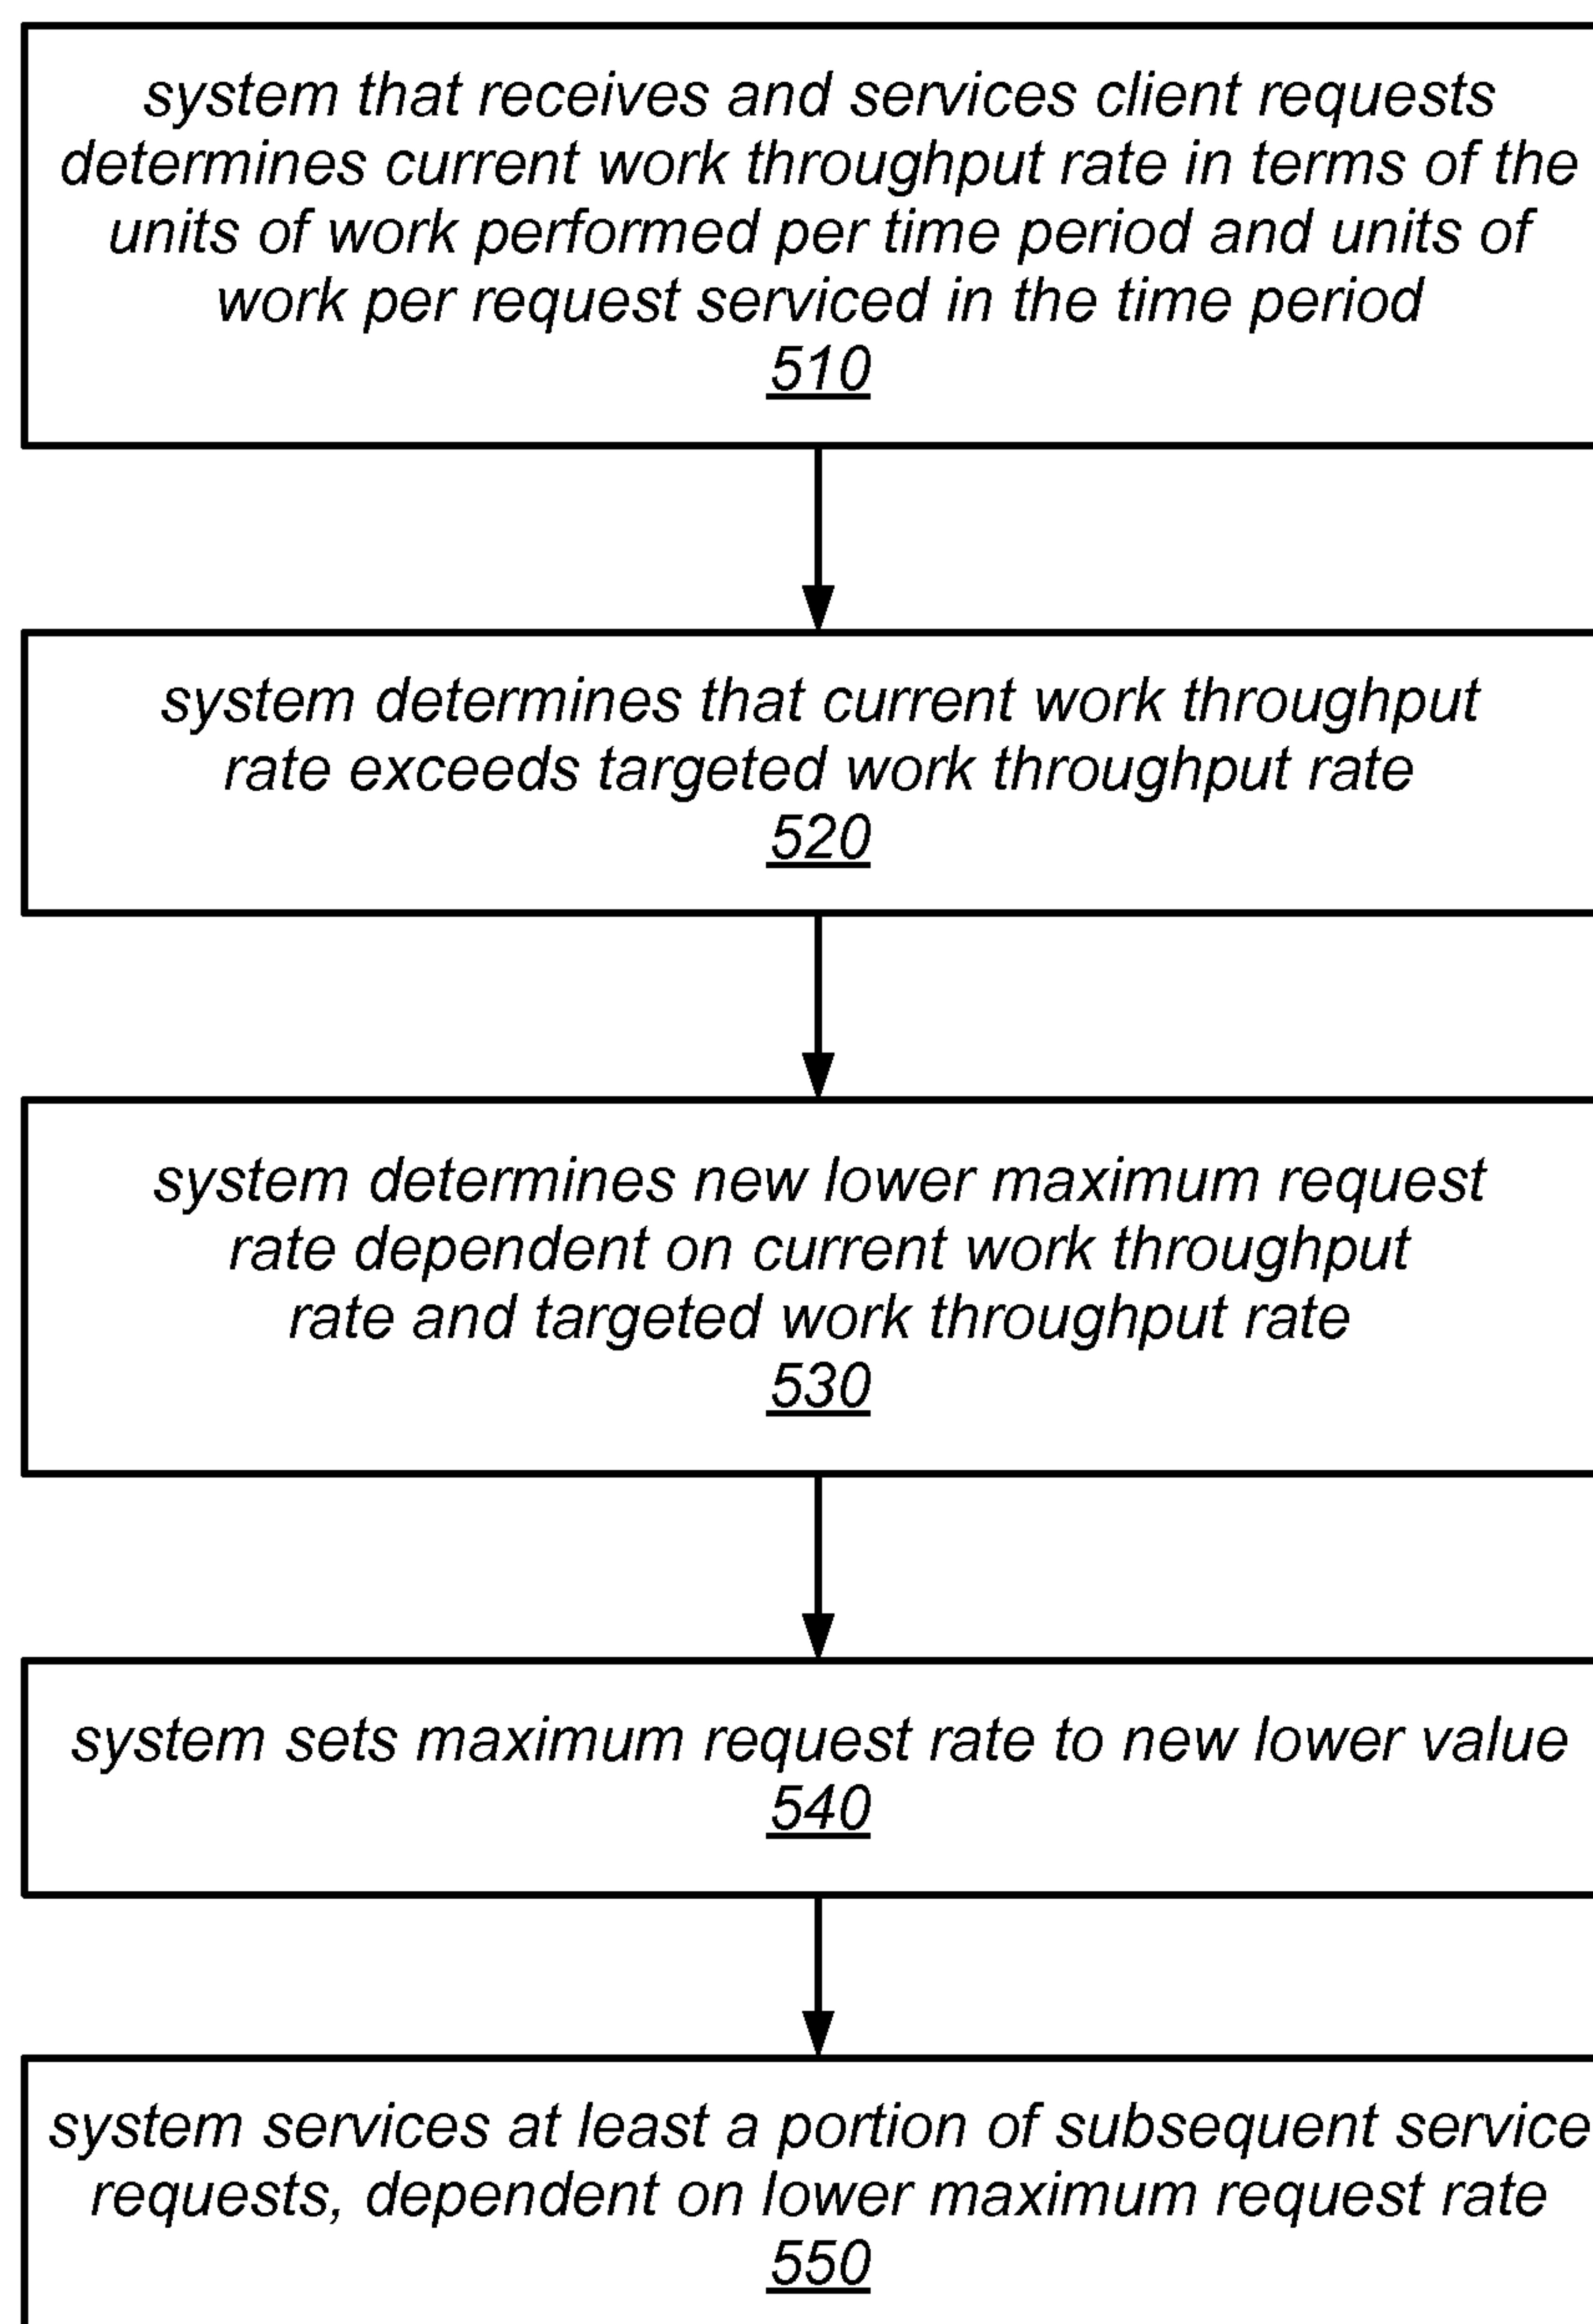 system that receives and services client requests
determines current work throughput rate in terms of the
units of work performed per time period and units of
work per request serviced in the time period
510
system determines that current work throughput
rate exceeds targeted work throughput rate
520
system determines new lower maximum request
rate dependent on current work throughput
rate and targeted work throughput rate
530
system sets maximum request rate to new lower value
540
system services at least a portion of subsequent service
requests, dependent on lower maximum request rate
550